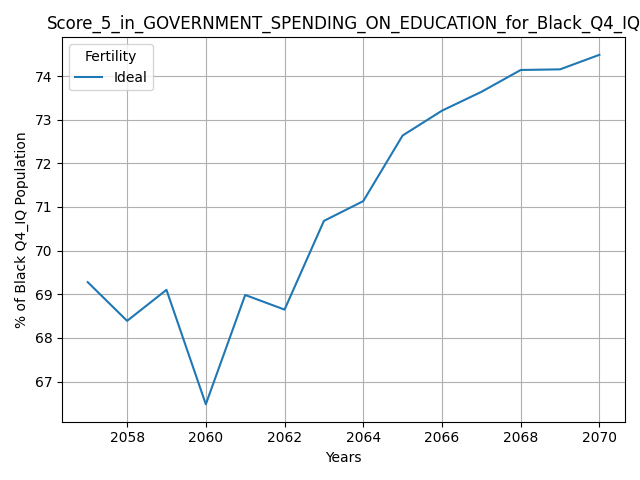 Score_5_in_GOVERNMENT_SPENDING_ON_EDUCATION_for_Black_Q4_IQ
Fertility
Ideal
% of Black Q4_IQ Population
74
73
72
71
70
69
68
67
2058 2060 2062 2064 2066 2068 2070
Years